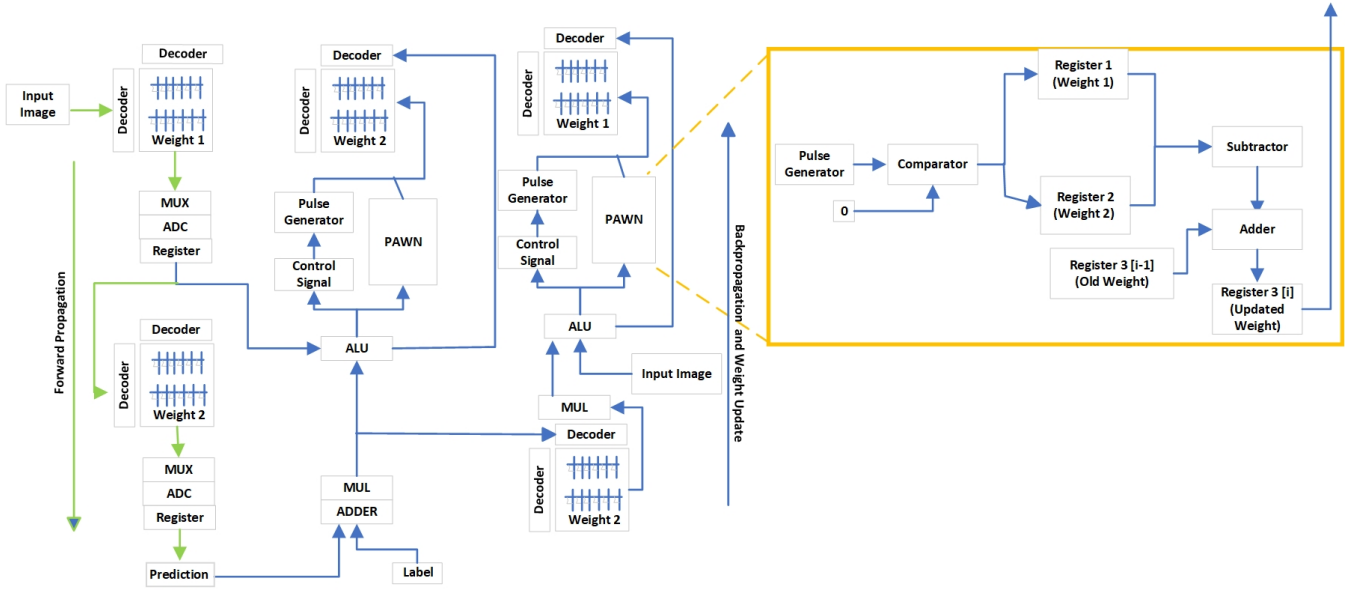 Input
Image
Decoder
Decoder
Weight 1
MUX
ADC
Register
Forward Propagation
Decoder
Decoder
Weight 2
MUX
ADC
Register
Prediction
Decoder
Decoder
Weight 2
Pulse
Generator
PAWN
Control
Signal
ALU
MUL
ADDER
Label
Decoder
Decoder
Weight 1
Pulse
Generator
PAWN
Control
Signal
ALU
Input Image
MUL
Decoder
Decoder
Weight 2
Backpropagation and Weight Update
Pulse
Generator
0
Comparator
Register 1
(Weight 1)
Register 2
(Weight 2)
Subtractor
Adder
Register 3 [i-1]
(Old Weight)
Register 3 [i]
(Updated
Weight)